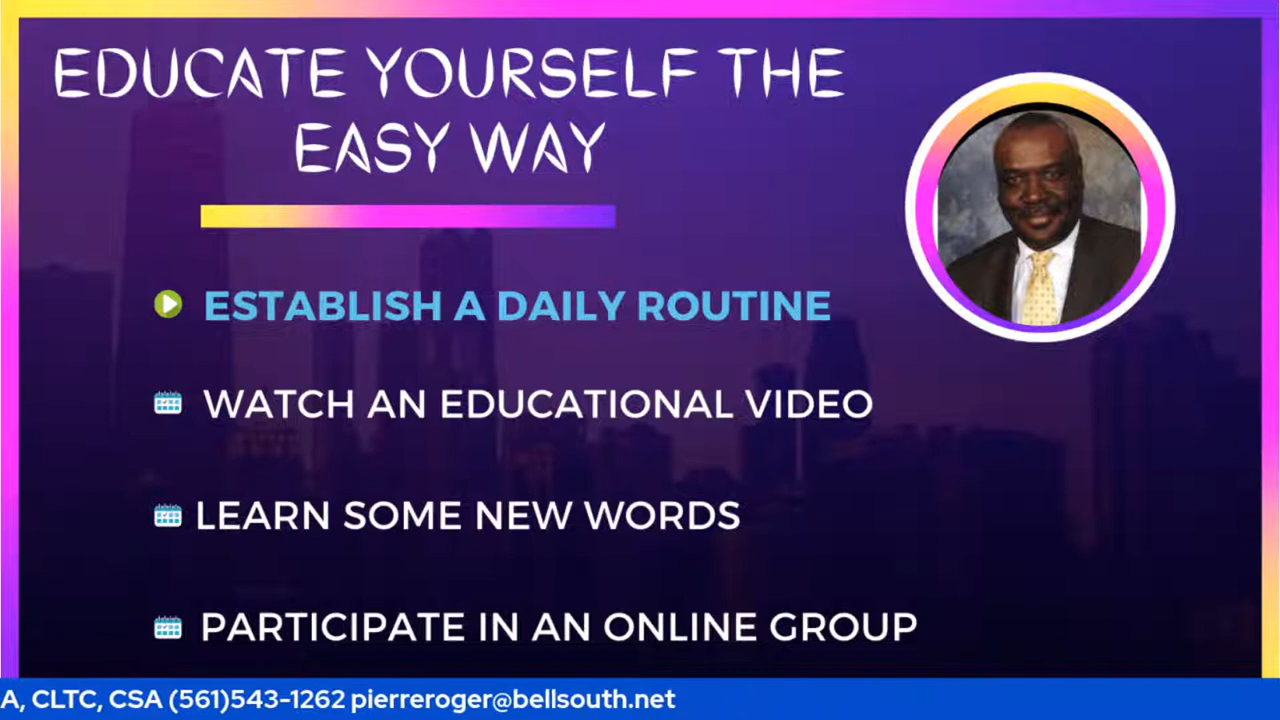 EDUCATE YOURSELF THE
EASY WAY
ESTABLISH A DAILY ROUTINE
WATCH AN EDUCATIONAL VIDEO
LEARN SOME NEW WORDS
PARTICIPATE IN AN ONLINE GROUP
A, CLTC, CSA (561)543-1262 pierreroger@bellsouth.net